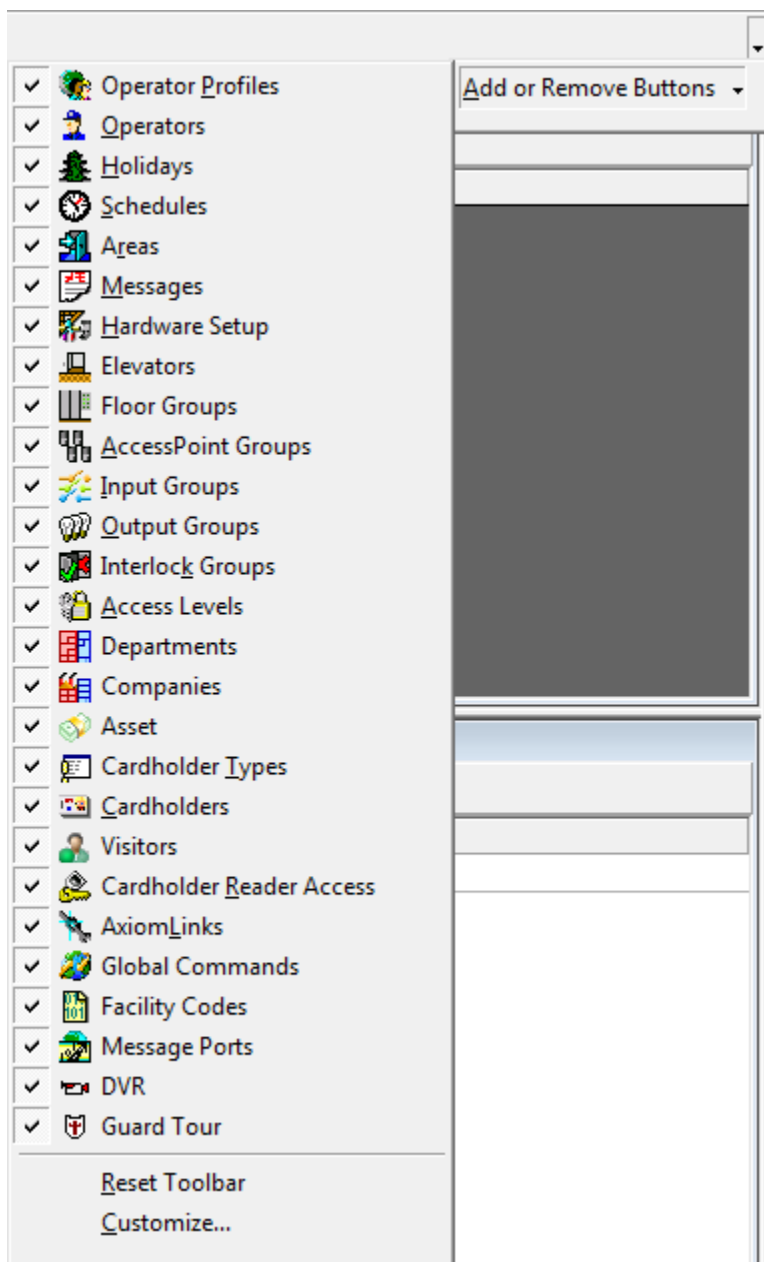 Operator Profiles
Add or Remove Buttons
Operators
Holidays
Schedules
Areas
Messages
Hardware Setup
Elevators
Floor Groups
AccessPoint Groups
Input Groups
Output Groups
Interlock Groups
Access Levels
Departments
Companies
Asset
Cardholder Types
Cardholders
Visitors
Cardholder Reader Access
AxiomLinks
Global Commands
Facility Codes
Message Ports
DVR
Guard Tour
Reset Toolbar
Customize...